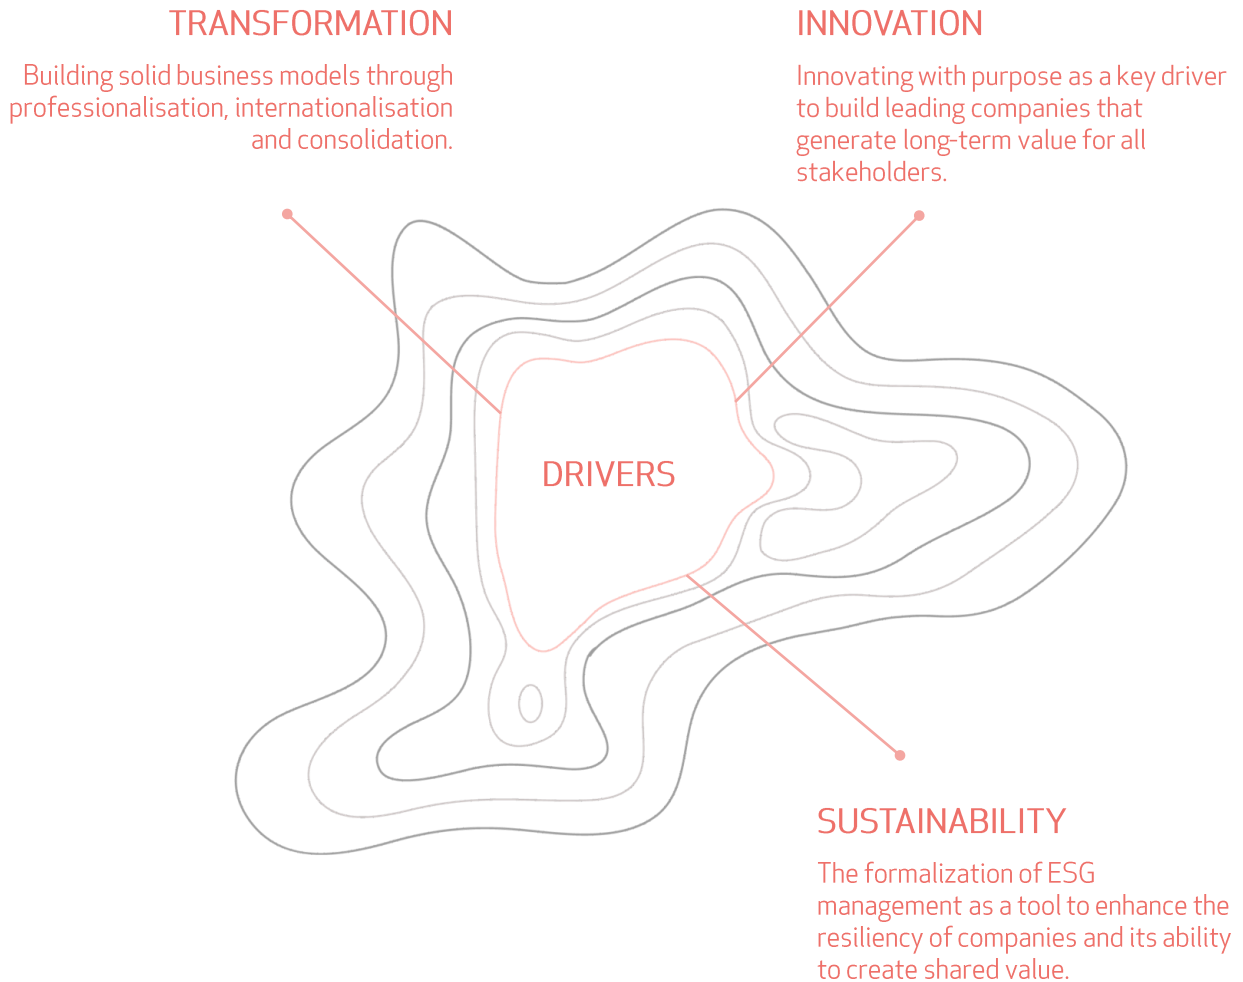 TRANSFORMATION
Building solid business models through
professionalisation, internationalisation
and consolidation.
INNOVATION
Innovating with purpose as a key driver
to build leading companies that
generate long-term value for all
stakeholders.
DRIVERS
SUSTAINABILITY
The formalization of ESG
management as a tool to enhance the
resiliency of companies and its ability
to create shared value.